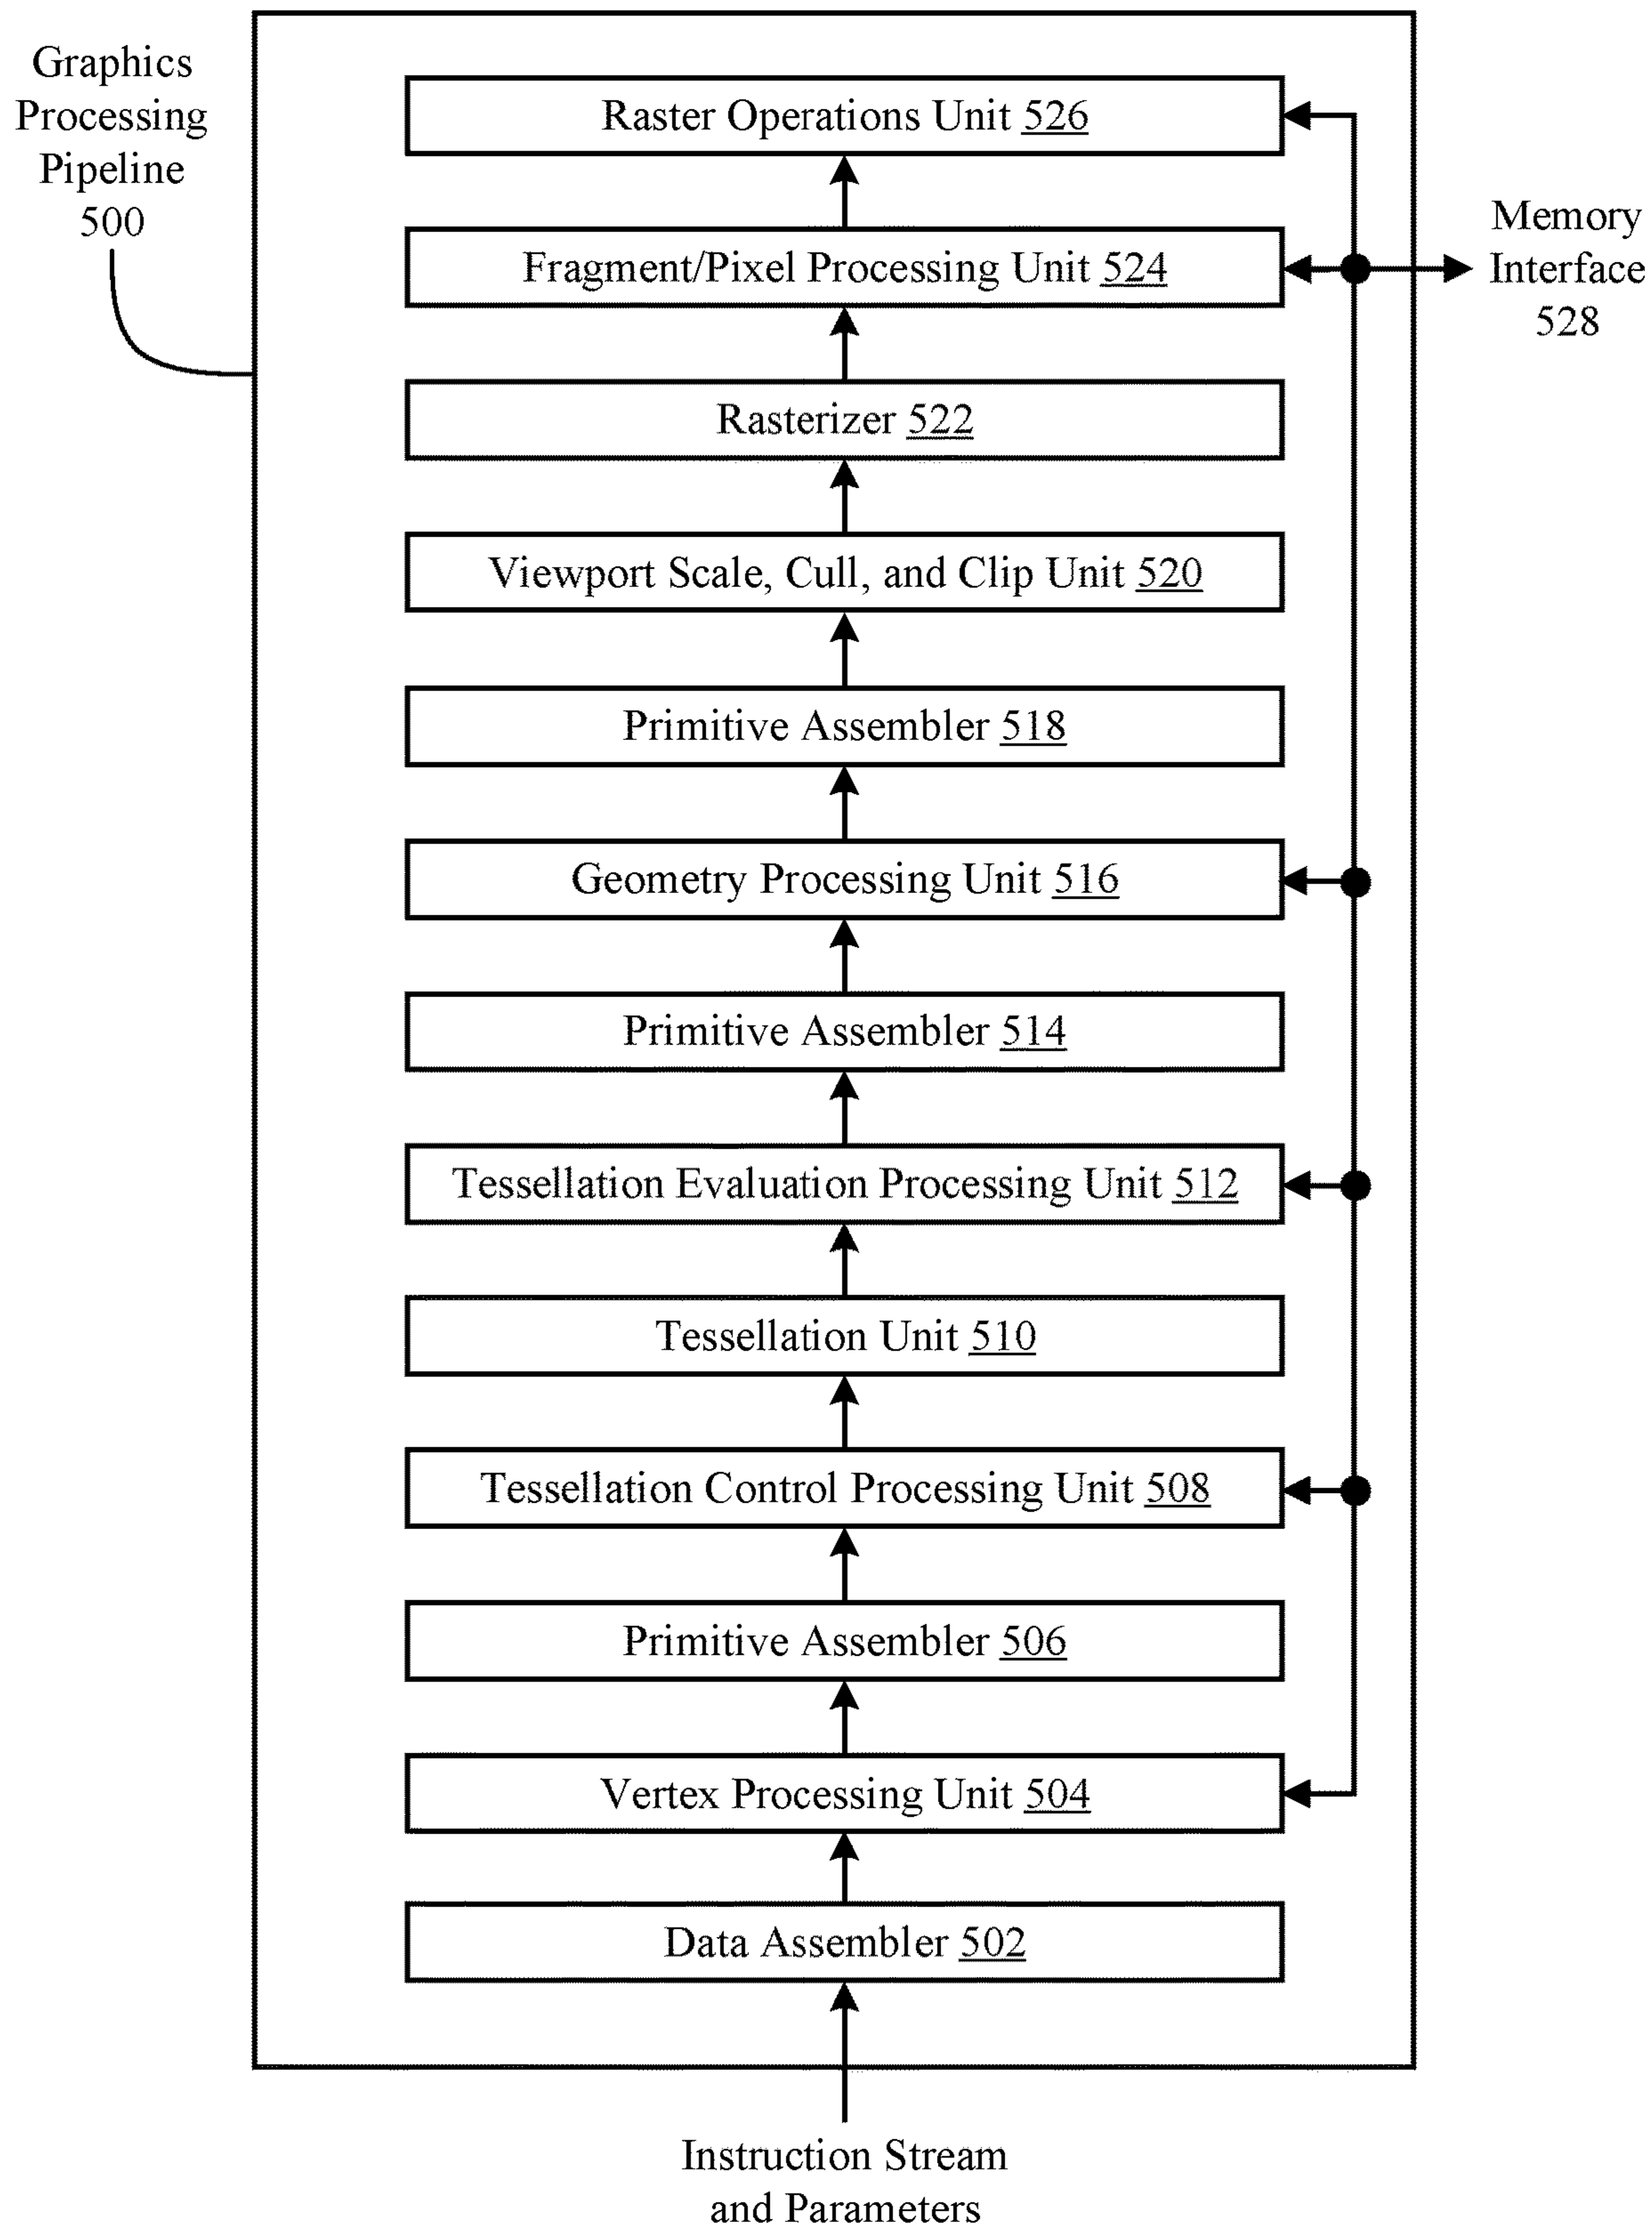 Graphics
Processing
Pipeline
500
Raster Operations Unit 526
Fragment/Pixel Processing Unit 524
Memory
Interface
528
Rasterizer 522
Viewport Scale, Cull, and Clip Unit 520
Primitive Assembler 518
Geometry Processing Unit 516
Primitive Assembler 514
Tessellation Evaluation Processing Unit 512
Tessellation Unit 510
Tessellation Control Processing Unit 508
Primitive Assembler 506
Vertex Processing Unit 504
Data Assembler 502
Instruction Stream
and Parameters